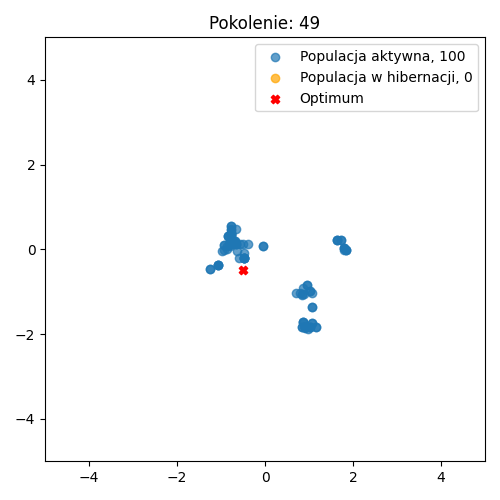 Pokolenie: 49
Populacja aktywna, 100
Populacja w hibernacji, 0
Optimum
4
2
0
−2
−4
−4 −2 0 2 4